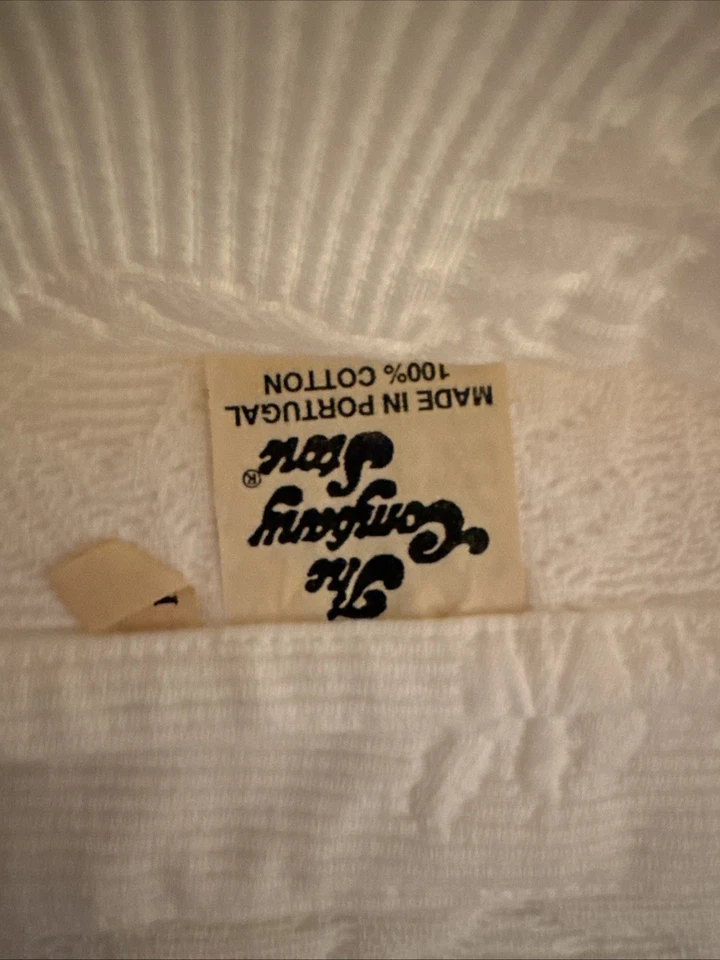 The
Company
Store®
MADE IN PORTUGAL
100% COTTON